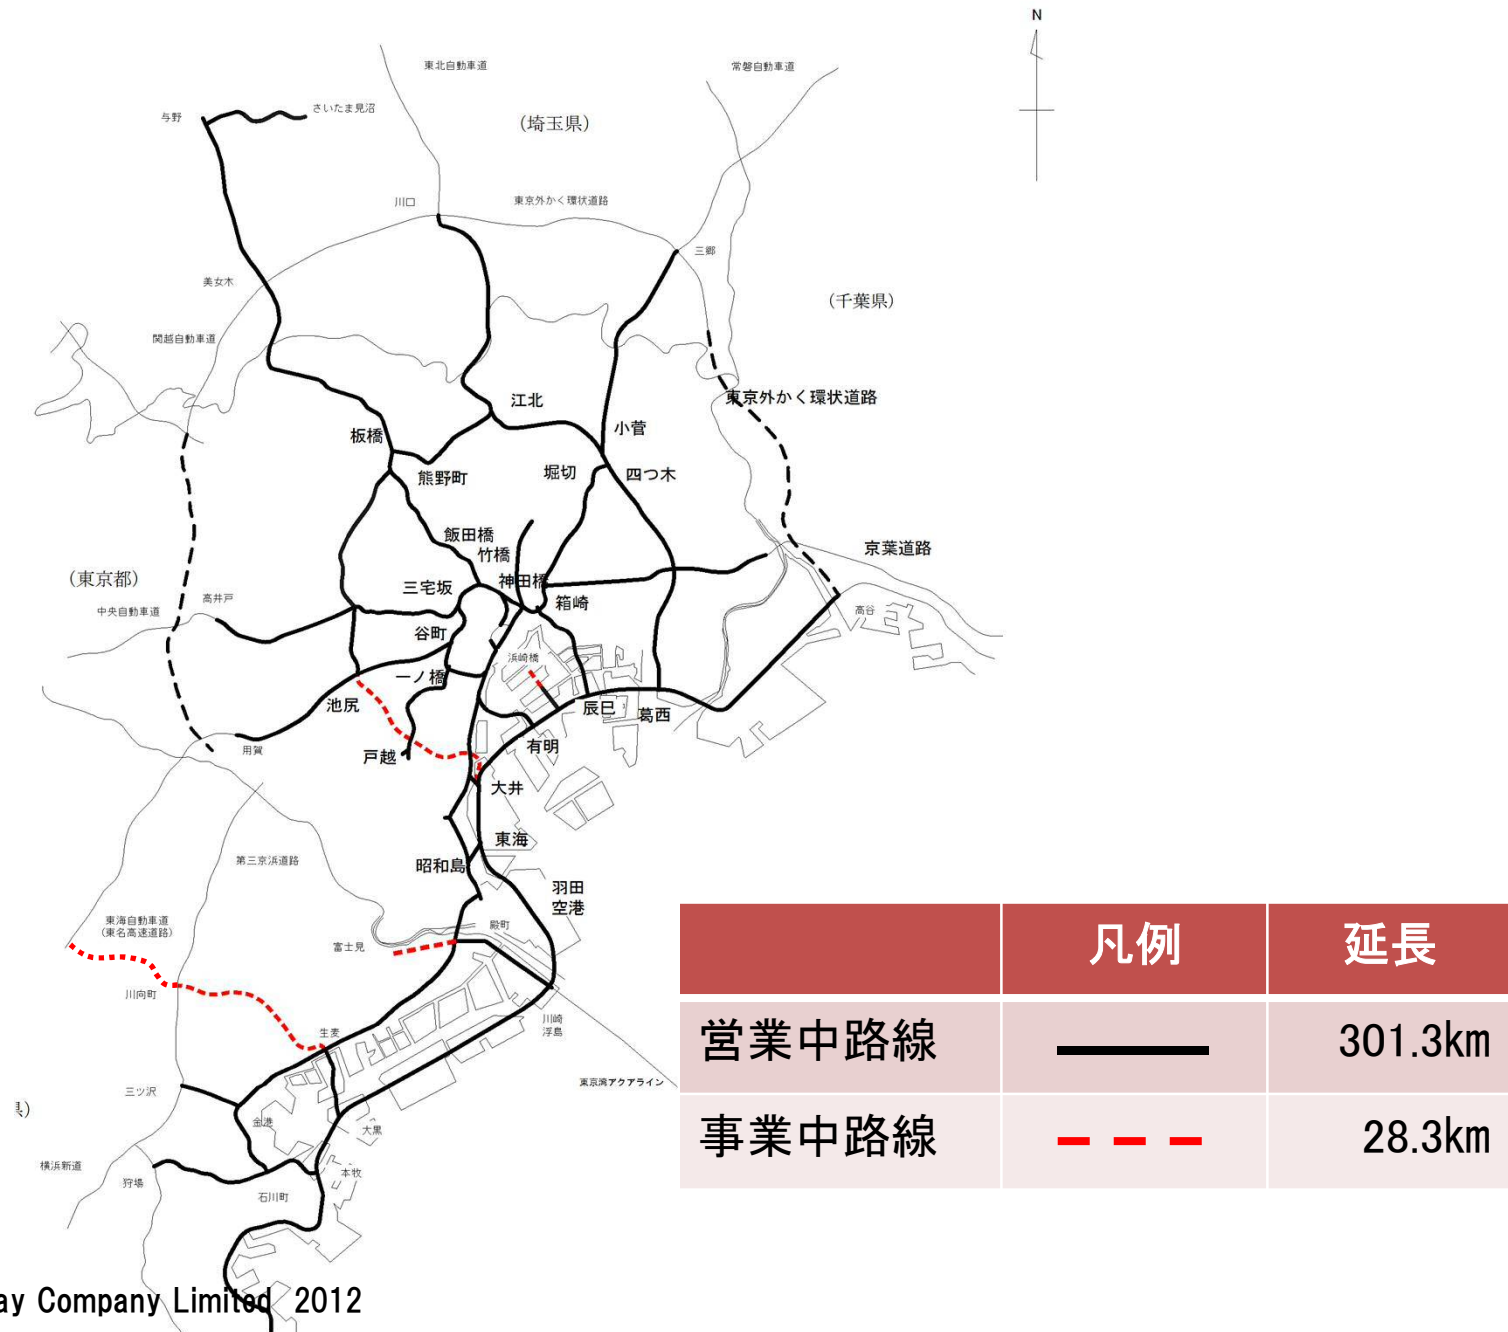 N
東北自動車道
常磐自動車道
与野
さいたま見沼
(埼玉県)
川口
東京外かく環状道路
三郷
美女木
(千葉県)
関越自動車道
東京外かく環状道路
江北
小菅
板橋
熊野町
堀切
四つ木
飯田橋
竹橋
京葉道路
(東京都)
三宅坂
神田橋
高井戸
中央自動車道
箱崎
高谷
谷町
浜崎橋
一ノ橋
池尻
辰巳
葛西
用賀
戸越
有明
大井
東海
第三京浜道路
昭和島
羽田
空港
東海自動車道
(東名高速道路)
殿町
富士見
川向町
川崎
浮島
生麦
東京湾アクアライン
三ツ沢
県)
金港
大黒
横浜新道
狩場
本牧
石川町
凡例 延長
営業中路線 301.3km
事業中路線 28.3km
ay Company Limited 2012